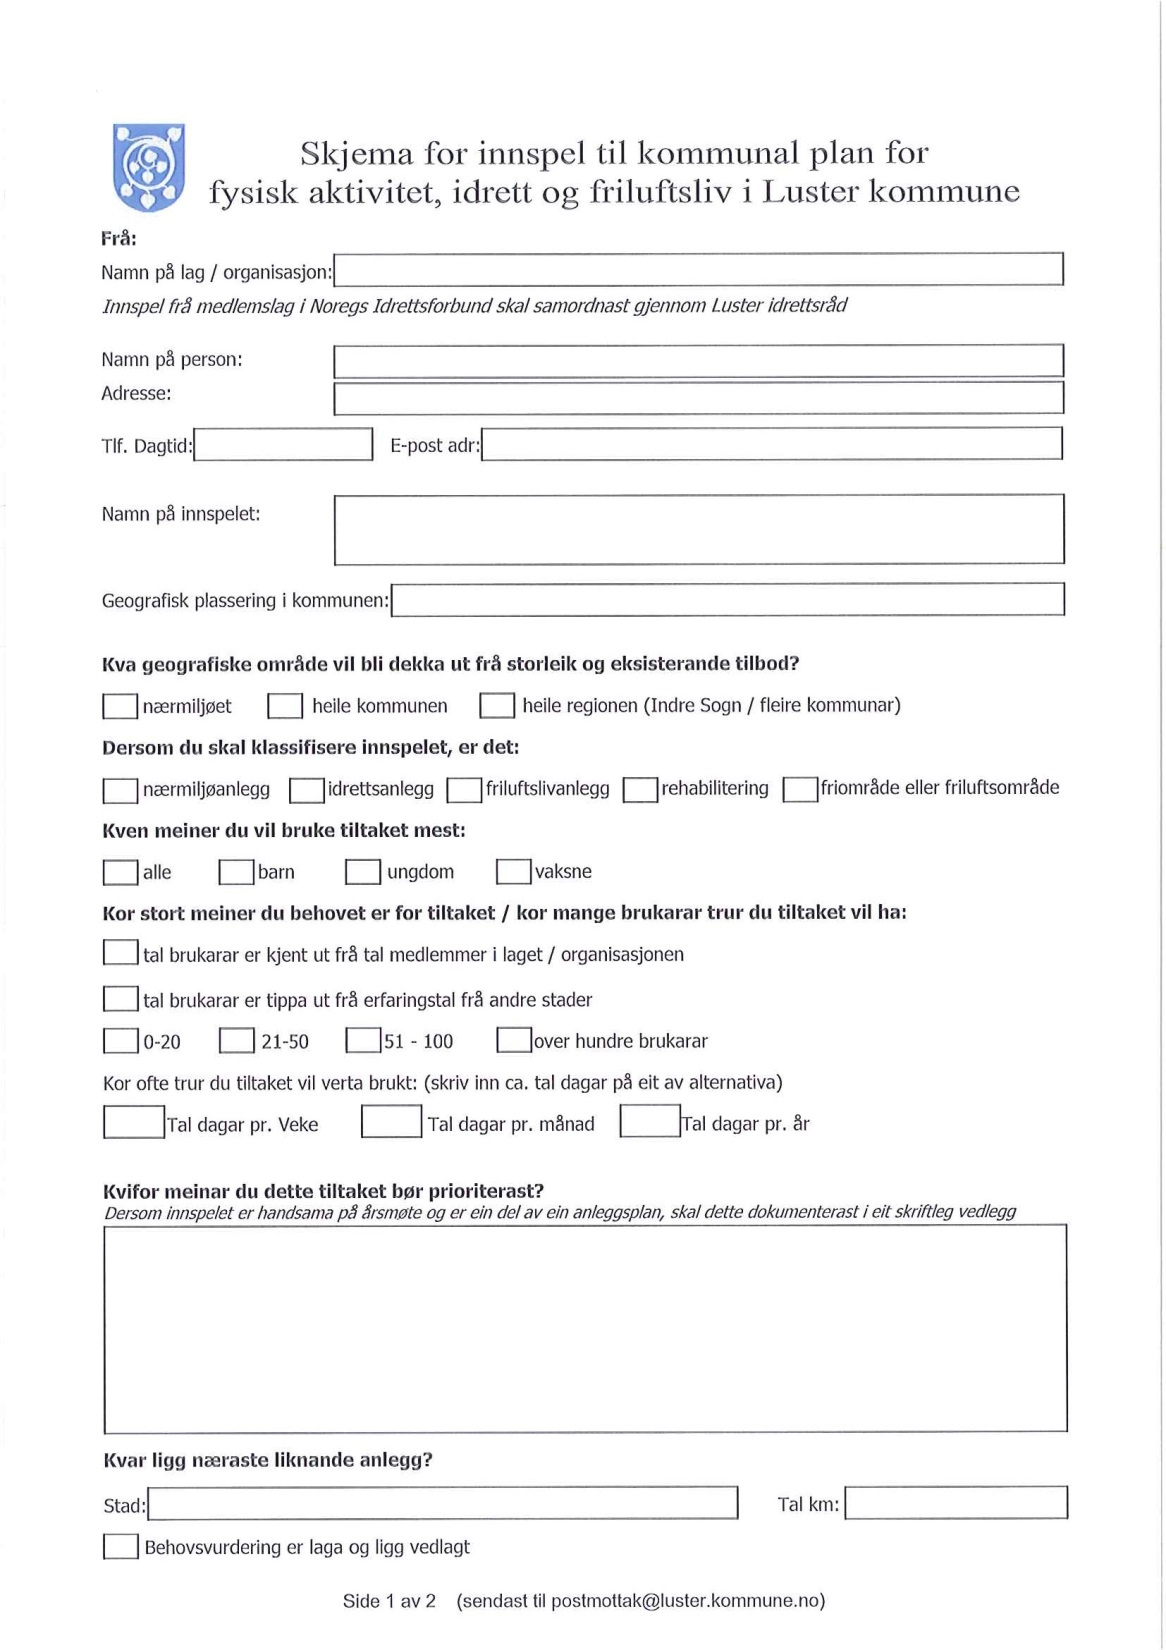 Skjema for innspel til kommunal plan for
fysisk aktivitet, idrett og friluftsliv i Luster kommune
Frå:
Namn på lag / organisasjon:
Innspel frå medlemslag i Noregs Idrettsforbund skal samordnast gjennom Luster idrettsråd
Namn på person:
Adresse:
Tlf. Dagtid: E-post adr:
Namn på innspelet:
Geografisk plassering i kommunen:
Kva geografiske område vil bli dekka ut frå storleik og eksisterande tilbod?
nærmiljøet heile kommunen heile regionen (Indre Sogn / fleire kommunar)
Dersom du skal klassifisere innspelet, er det:
nærmiljøanlegg idrettsanlegg friluftslivanlegg rehabilitering friområde eller friluftsområde
Kven meiner du vil bruke tiltaket mest:
alle barn ungdom vaksne
Kor stort meiner du behovet er for tiltaket / kor mange brukarar trur du tiltaket vil ha:
tal brukarar er kjent ut frå tal medlemmer i laget / organisasjonen
tal brukarar er tippa ut frå erfaringstal frå andre stader
0-20 21-50 51 - 100 over hundre brukarar
Kor ofte trur du tiltaket vil verta brukt: (skriv inn ca. tal dagar på eit av alternativa)
Tal dagar pr. Veke Tal dagar pr. månad Tal dagar pr. år
Kvifor meinar du dette tiltaket bør prioriterast?
Dersom innspelet er handsama på årsmøte og er ein del av ein anleggsplan, skal dette dokumenterast i eit skriftleg vedlegg
Kvar ligg næraste liknande anlegg?
Stad: Tal km:
Behovsvurdering er laga og ligg vedlagt
Side 1 av 2 (sendast til postmottak@luster.kommune.no)